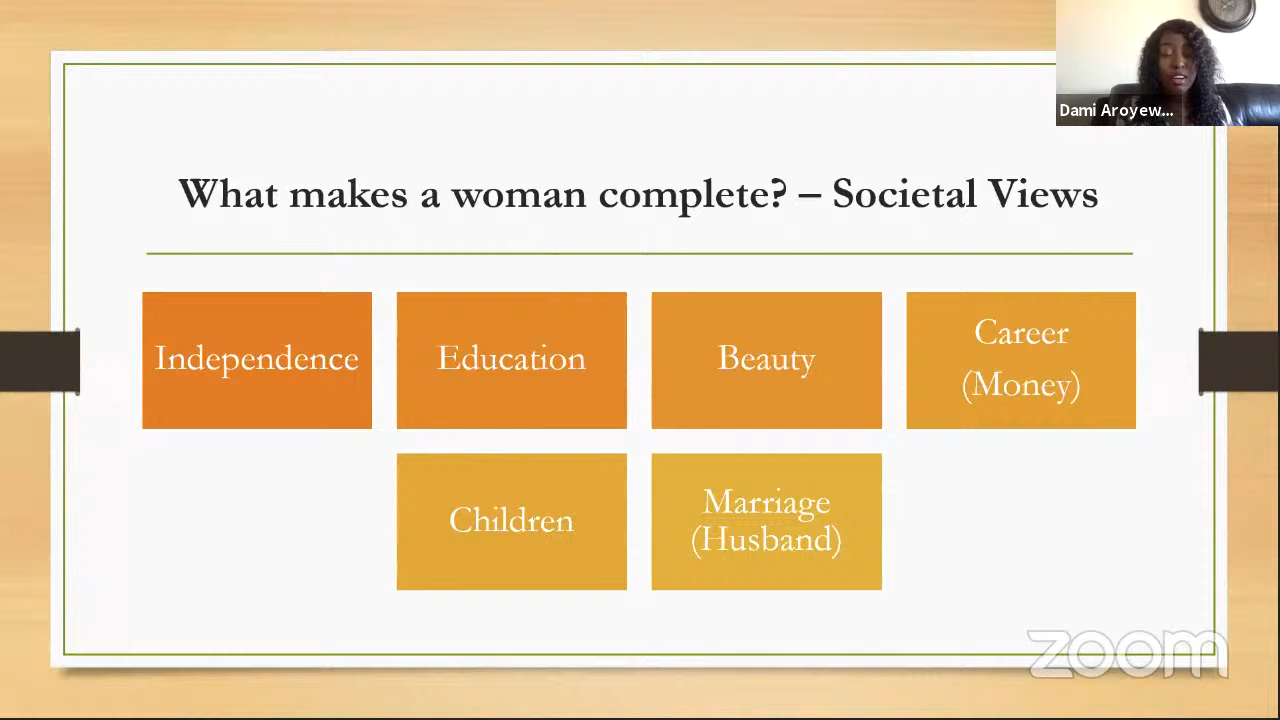 Dami Aroyew...
What makes a woman complete? – Societal Views
Independence
Education
Beauty
Career
(Money)
Children
Marriage
(Husband)
zoom